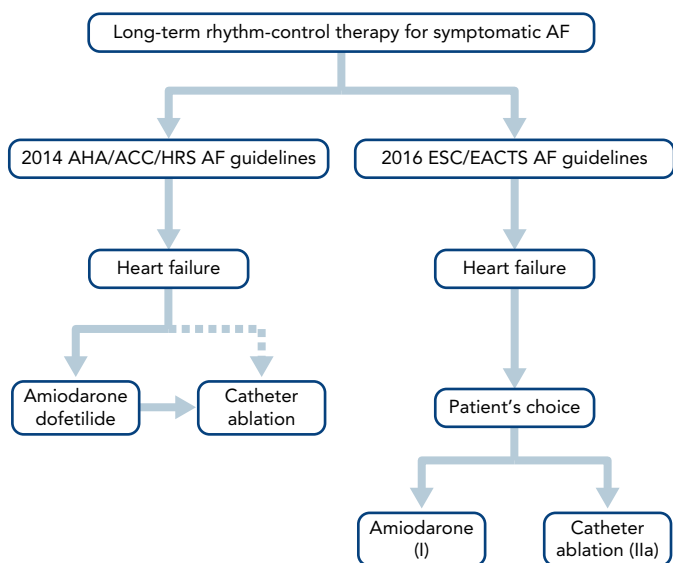 Long-term rhythm-control therapy for symptomatic AF
2014 AHA/ACC/HRS AF guidelines
2016 ESC/EACTS AF guidelines
Heart failure
Heart failure
Amiodarone
dofetilide
Catheter
ablation
Patient’s choice
Amiodarone
(I)
Catheter
ablation (IIa)